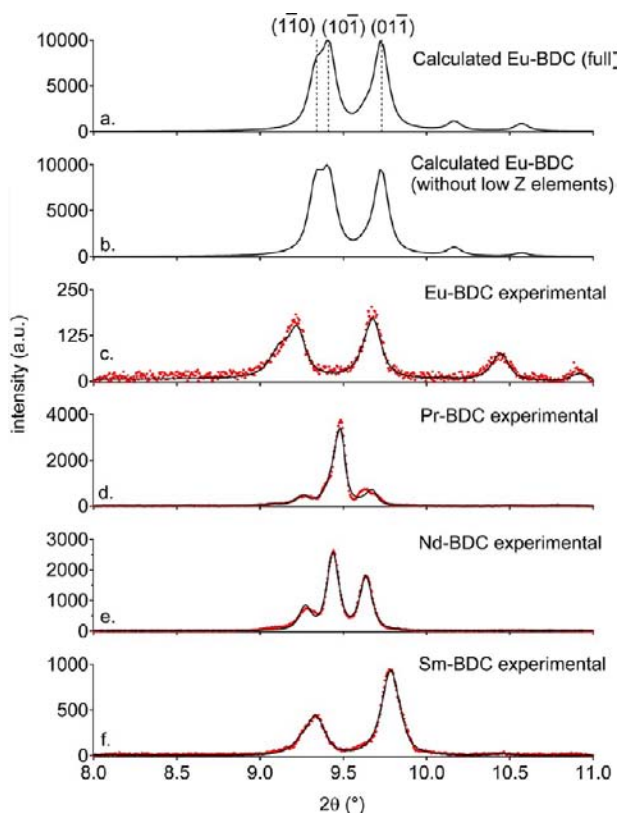 (11̅0) (101̅) (011̅)
10000
5000
0
Calculated Eu-BDC (full]
a.
10000
5000
0
Calculated Eu-BDC
(without low Z elements)
b.
250
125
0
Eu-BDC experimental
c.
4000
2000
0
Pr-BDC experimental
d.
3000
2000
1000
0
Nd-BDC experimental
e.
1000
500
0
Sm-BDC experimental
f.
intensity (a.u.)
8.0 8.5 9.0 9.5 10.0 10.5 11.0
2θ (°)